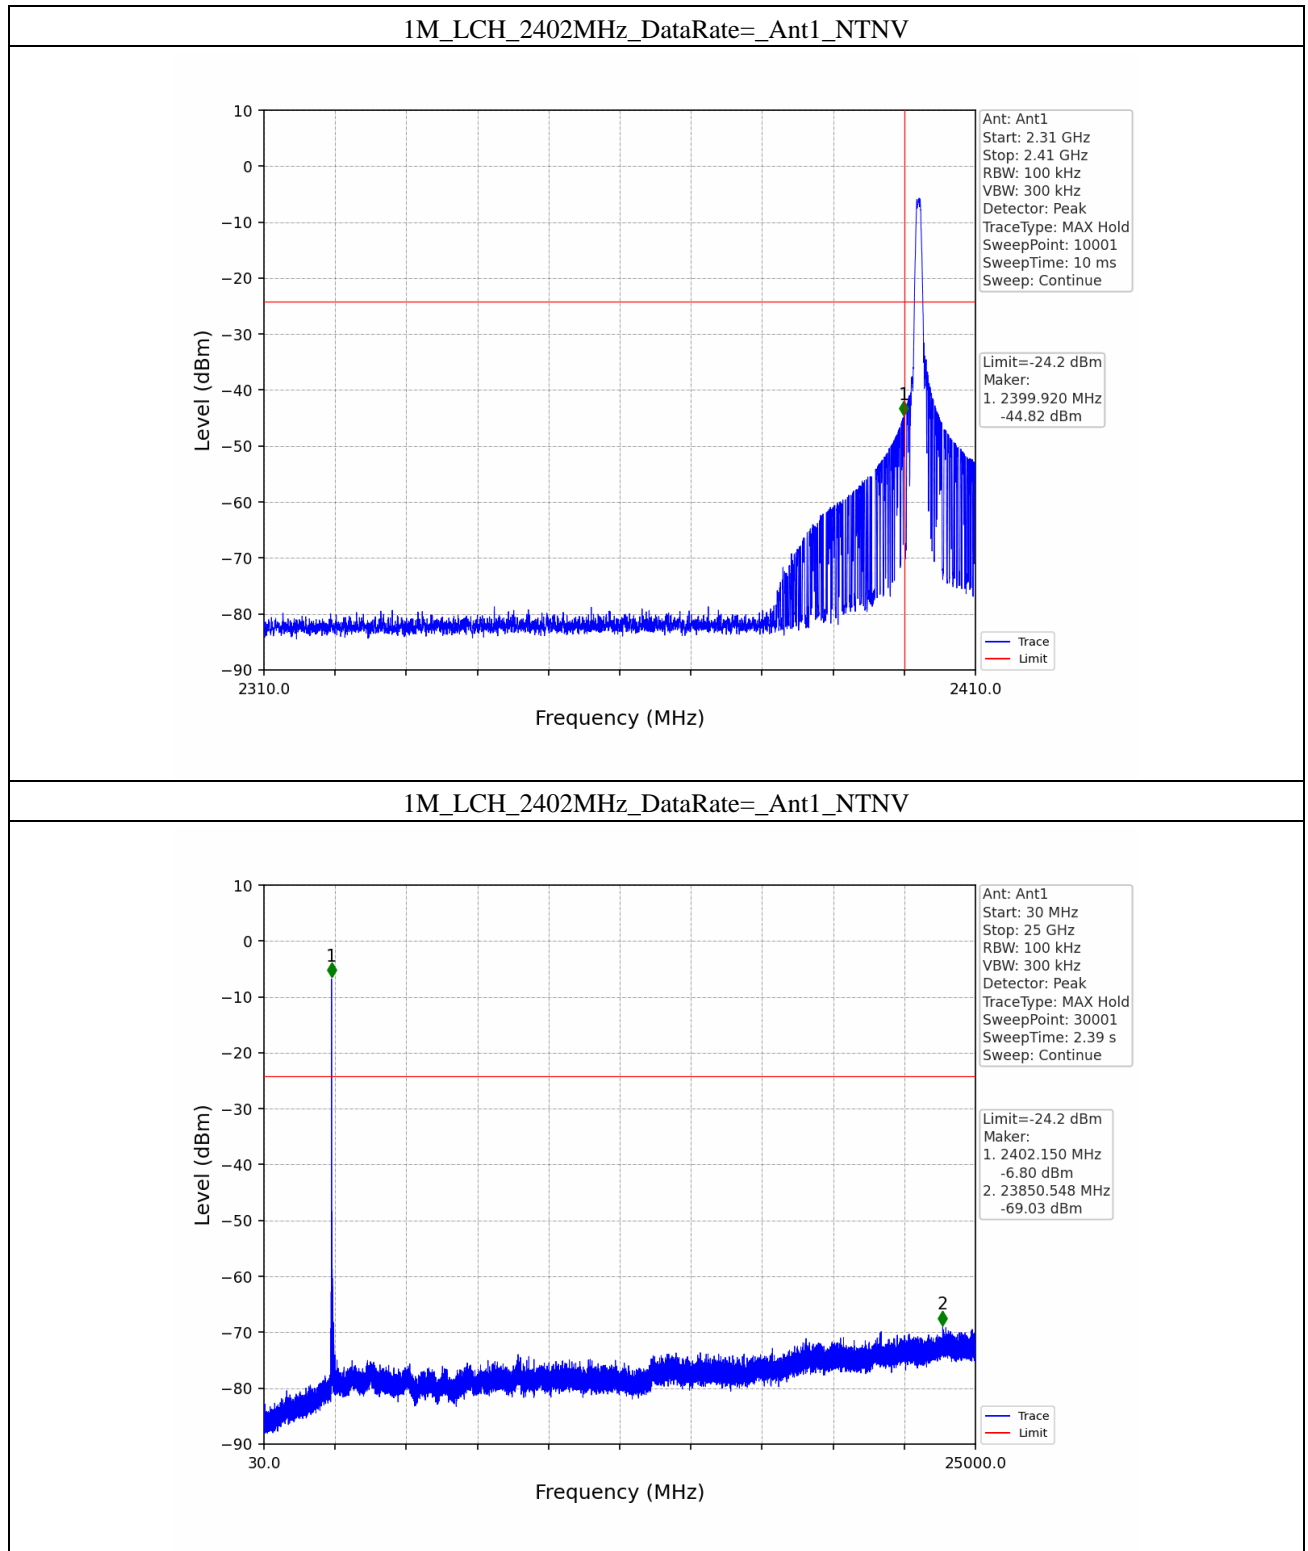 1M_LCH_2402MHz_DataRate=_Ant1_NTNV
10
0
−10
−20
−30
−40
−50
−60
−70
−80
−90
Level (dBm)
2310.0
2410.0
Frequency (MHz)
1
Ant: Ant1
Start: 2.31 GHz
Stop: 2.41 GHz
RBW: 100 kHz
VBW: 300 kHz
Detector: Peak
TraceType: MAX Hold
SweepPoint: 10001
SweepTime: 10 ms
Sweep: Continue
Limit=-24.2 dBm
Maker:
1. 2399.920 MHz
-44.82 dBm
Trace
Limit
1M_LCH_2402MHz_DataRate=_Ant1_NTNV
10
0
−10
−20
−30
−40
−50
−60
−70
−80
−90
Level (dBm)
30.0
25000.0
Frequency (MHz)
1
2
Ant: Ant1
Start: 30 MHz
Stop: 25 GHz
RBW: 100 kHz
VBW: 300 kHz
Detector: Peak
TraceType: MAX Hold
SweepPoint: 30001
SweepTime: 2.39 s
Sweep: Continue
Limit=-24.2 dBm
Maker:
1. 2402.150 MHz
-6.80 dBm
2. 23850.548 MHz
-69.03 dBm
Trace
Limit